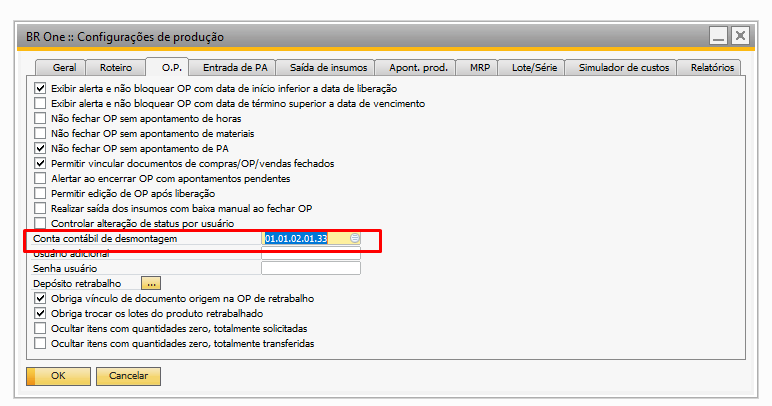 BR One :: Configurações de produção
Geral Roteiro O.P. Entrada de PA Saída de insumos Apont. prod. MRP Lote/Série Simulador de custos Relatórios
Exibir alerta e não bloquear OP com data de início inferior a data de liberação
Exibir alerta e não bloquear OP com data de término superior a data de vencimento
Não fechar OP sem apontamento de horas
Não fechar OP sem apontamento de materiais
Não fechar OP sem apontamento de PA
Permitir vincular documentos de compras/OP/vendas fechados
Alertar ao encerrar OP com apontamentos pendentes
Permitir edição de OP após liberação
Realizar saída dos insumos com baixa manual ao fechar OP
Controlar alteração de status por usuário
Conta contábil de desmontagem 01.01.02.01.33
Usuário adicional
Senha usuário
Depósito retrabalho ...
Obriga vínculo de documento origem na OP de retrabalho
Obriga trocar os lotes do produto retrabalhado
Ocultar itens com quantidades zero, totalmente solicitadas
Ocultar itens com quantidades zero, totalmente transferidas
OK Cancelar